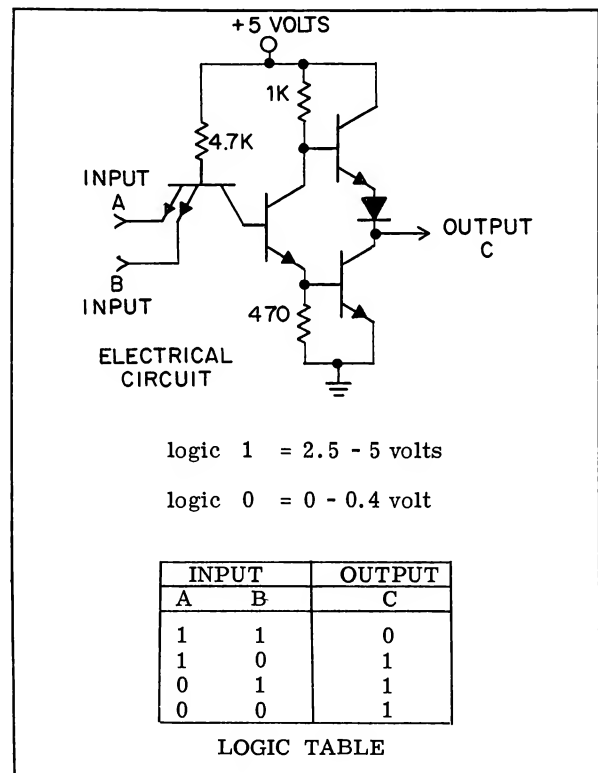 +5 VOLTS
1K
4.7K
INPUT
A
OUTPUT
C
B
INPUT
470
ELECTRICAL
CIRCUIT
logic 1 = 2.5 - 5 volts
logic 0 = 0 - 0.4 volt
INPUT OUTPUT
A B C
1 1 0
1 0 1
0 1 1
0 0 1
LOGIC TABLE